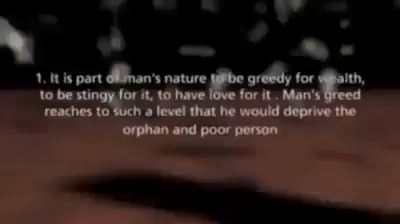 1. It is part of man's nature to be greedy for wealth,
to be stingy for it, to have love for it . Man's greed
reaches to such a level that he would deprive the
orphan and poor person